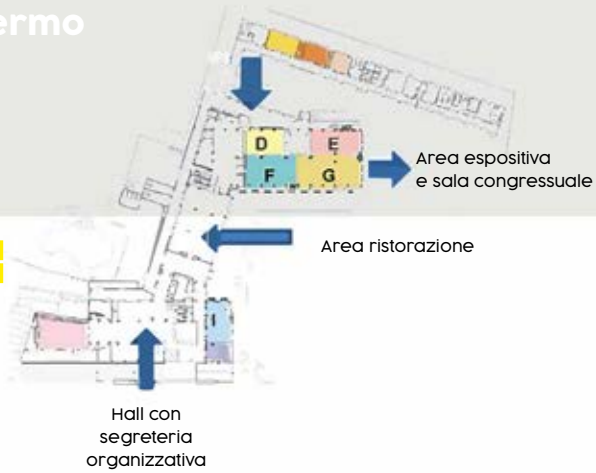 ermo
D
E
F
G
Area espositiva
e sala congressuale
Area ristorazione
I
Hall con
segreteria
organizzativa